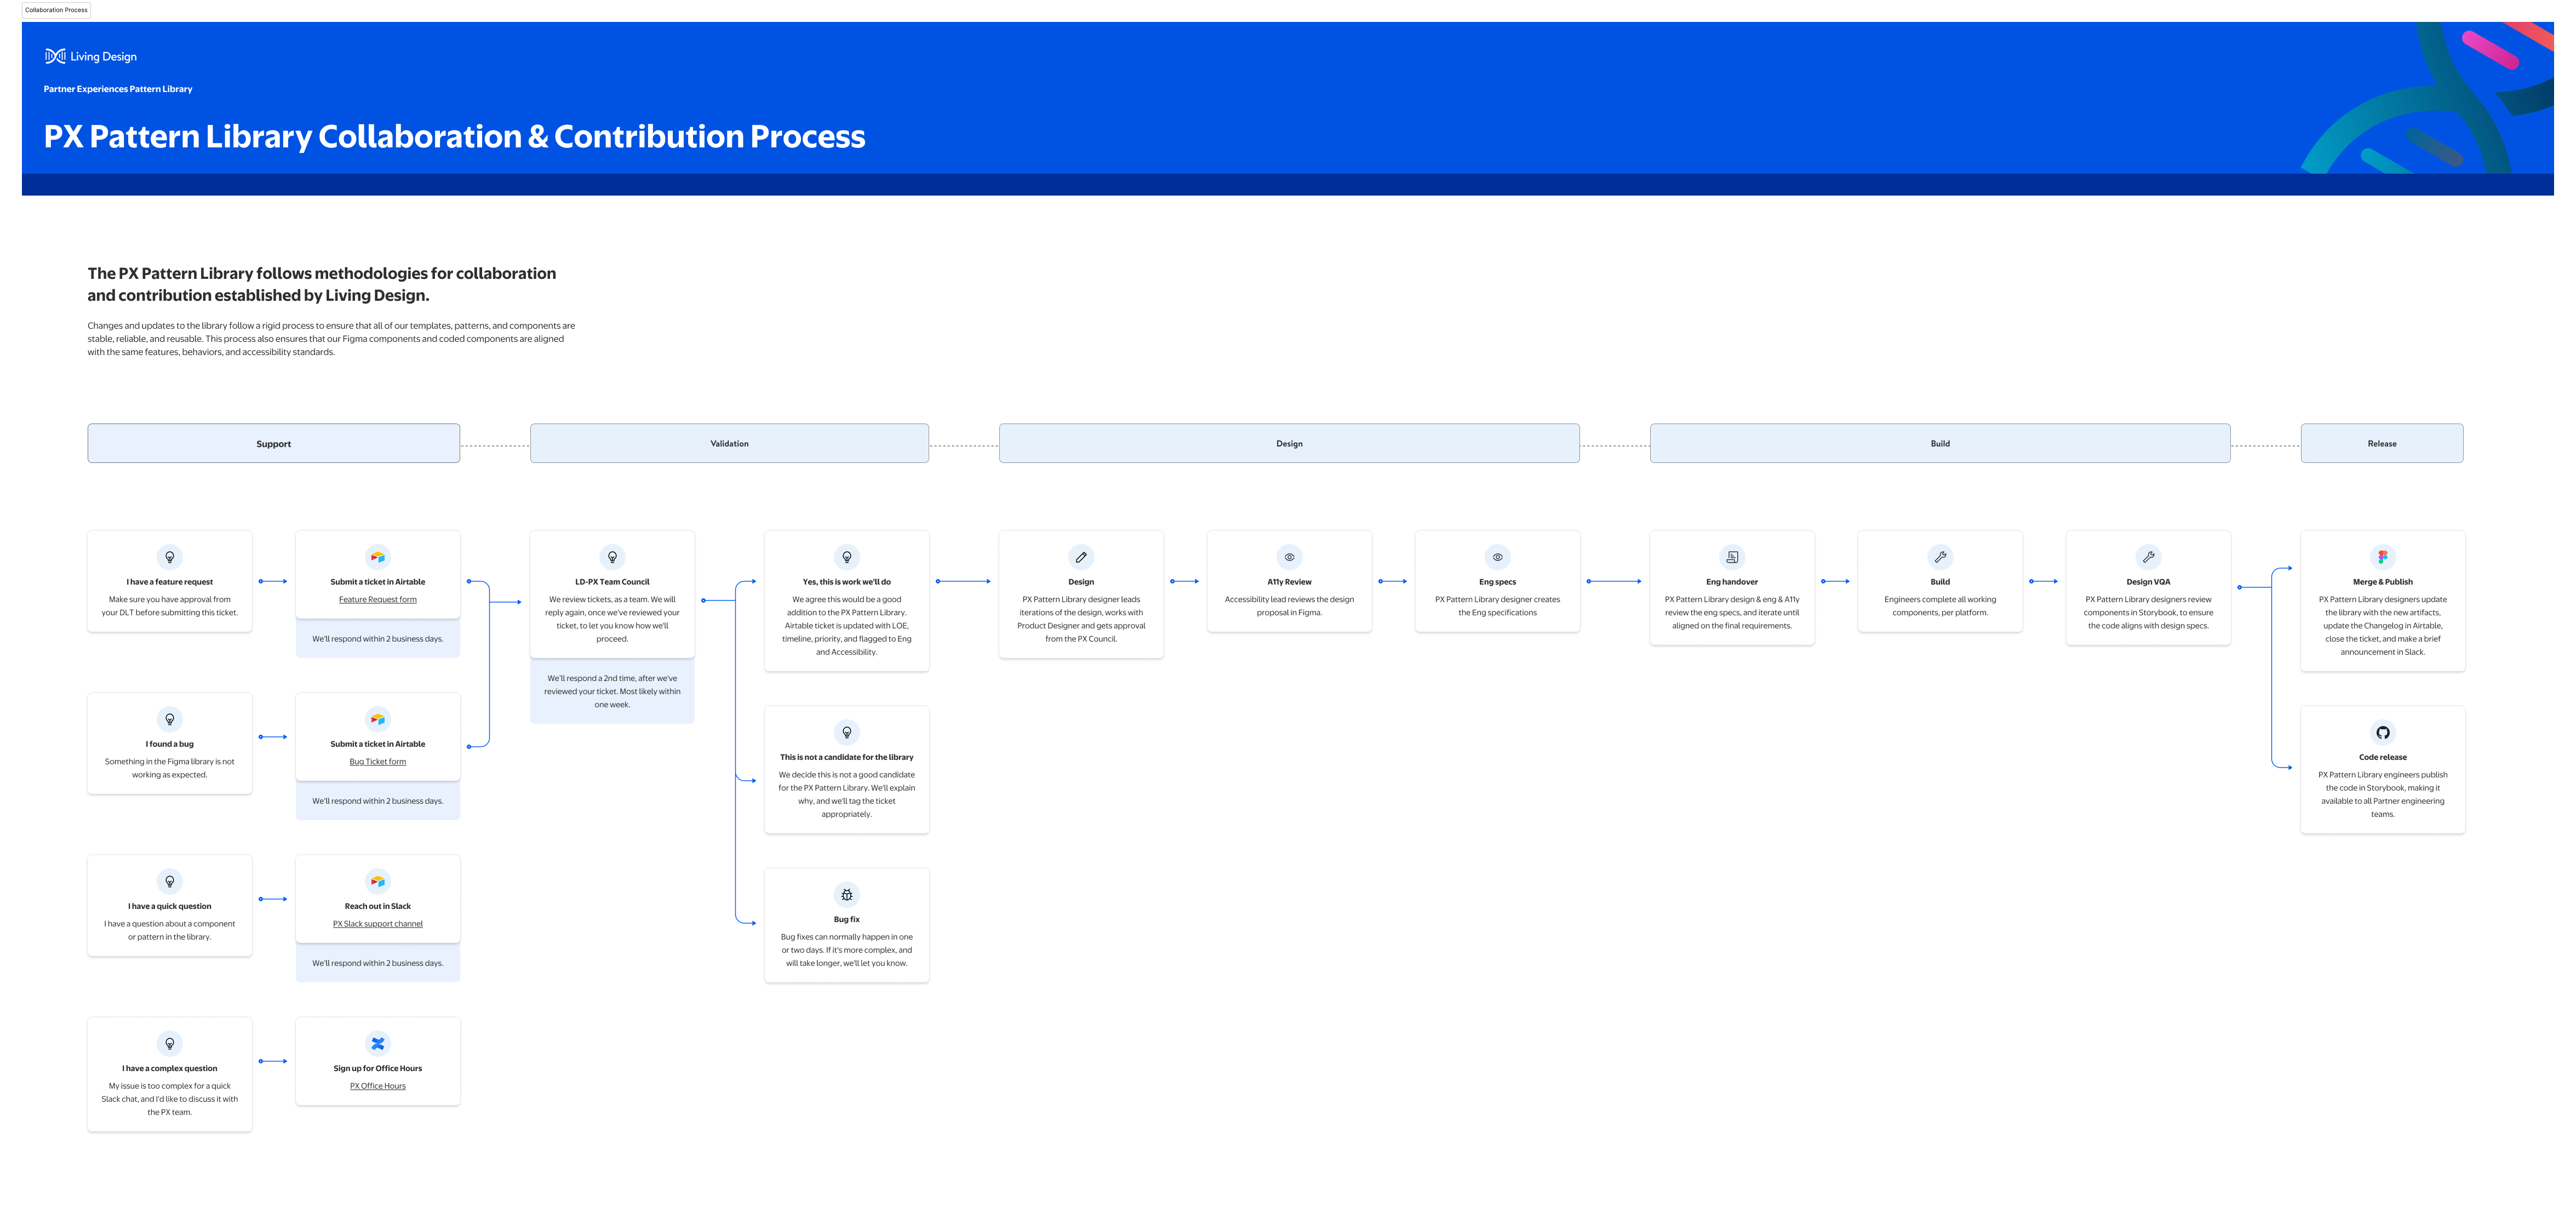 Collaboration Process
Living Design
Partner Experiences Pattern Library
PX Pattern Library Collaboration & Contribution Process
The PX Pattern Library follows methodologies for collaboration
and contribution established by Living Design.
Changes and updates to the library follow a rigid process to ensure that all of our templates, patterns, and components are
stable, reliable, and reusable. This process also ensures that our Figma components and coded components are aligned
with the same features, behaviors, and accessibility standards.
Support
Validation
Design
Build
Release
I have a feature request
Make sure you have approval from
your DLT before submitting this ticket.
Submit a ticket in Airtable
Feature Request form
We'll respond within 2 business days.
LD-PX Team Council
We review tickets, as a team. We will
reply again, once we've reviewed your
ticket, to let you know how we'll
proceed.
We'll respond a 2nd time, after we've
reviewed your ticket. Most likely within
one week.
Yes, this is work we'll do
We agree this would be a good
addition to the PX Pattern Library.
Airtable ticket is updated with LOE,
timeline, priority, and flagged to Eng
and Accessibility.
Design
PX Pattern Library designer leads
iterations of the design, works with
Product Designer and gets approval
from the PX Council.
A11y Review
Accessibility lead reviews the design
proposal in Figma.
Eng specs
PX Pattern Library designer creates
the Eng specifications
Eng handover
PX Pattern Library design & eng & A11y
review the eng specs, and iterate until
aligned on the final requirements.
Build
Engineers complete all working
components, per platform.
Design VQA
PX Pattern Library designers review
components in Storybook, to ensure
the code aligns with design specs.
Merge & Publish
PX Pattern Library designers update
the library with the new artifacts,
update the Changelog in Airtable,
close the ticket, and make a brief
announcement in Slack.
I found a bug
Something in the Figma library is not
working as expected.
Submit a ticket in Airtable
Bug Ticket form
We'll respond within 2 business days.
This is not a candidate for the library
We decide this is not a good candidate
for the PX Pattern Library. We'll explain
why, and we'll tag the ticket
appropriately.
Code release
PX Pattern Library engineers publish
the code in Storybook, making it
available to all Partner engineering
teams.
I have a quick question
I have a question about a component
or pattern in the library.
Reach out in Slack
PX Slack support channel
We'll respond within 2 business days.
Bug fix
Bug fixes can normally happen in one
or two days. If it's more complex, and
will take longer, we'll let you know.
I have a complex question
My issue is too complex for a quick
Slack chat, and I'd like to discuss it with
the PX team.
Sign up for Office Hours
PX Office Hours